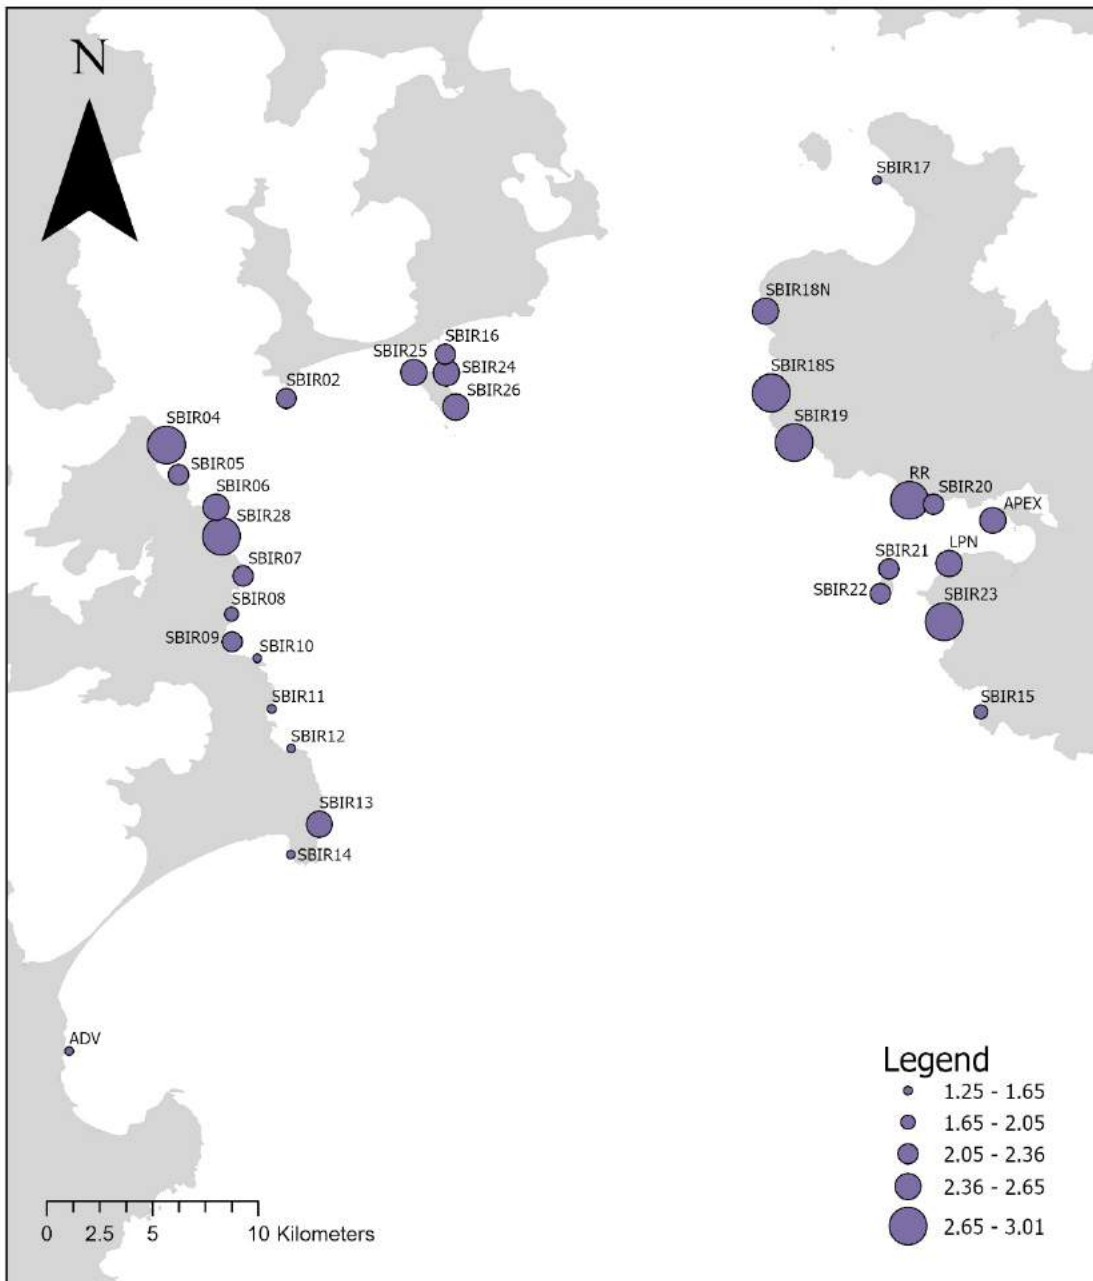 N
SBIR17
SBIR18N
SBIR16
SBIR25
SBIR24
SBIR02
SBIR26
SBIR18S
SBIR04
SBIR19
SBIR05
RR
SBIR06
SBIR20
SBIR28
APEX
LPN
SBIR07
SBIR21
SBIR22
SBIR08
SBIR23
SBIR09
SBIR10
SBIR11
SBIR15
SBIR12
SBIR13
SBIR14
ADV
Legend
1.25 - 1.65
1.65 - 2.05
2.05 - 2.36
2.36 - 2.65
2.65 - 3.01
0 2.5 5 10 Kilometers